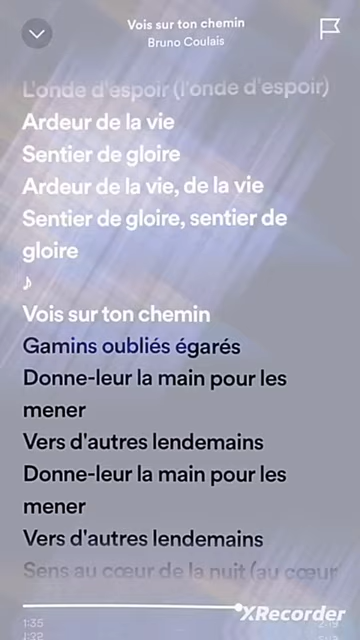 Vois sur ton chemin
Bruno Coulais
L'onde d'espoir (l'onde d'espoir)
Ardeur de la vie
Sentier de gloire
Ardeur de la vie, de la vie
Sentier de gloire, sentier de
gloire
♪
Vois sur ton chemin
Gamins oubliés égarés
Donne-leur la main pour les
mener
Vers d'autres lendemains
Donne-leur la main pour les
mener
Vers d'autres lendemains
Sens au cœur de la nuit (au cœur
XRecorder
1:35